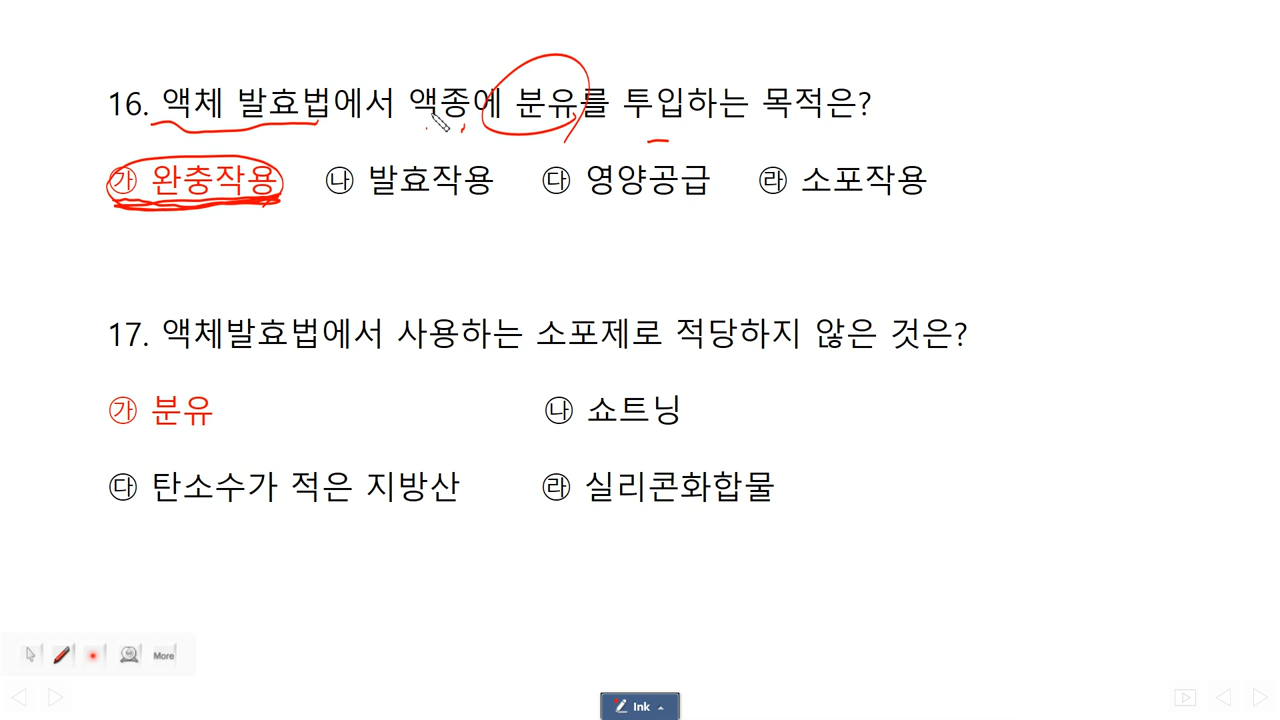 16. 액체 발효법에서 액종에 분유를 투입하는 목적은?
㉮ 완충작용 ㉯ 발효작용 ㉰ 영양공급 ㉱ 소포작용
17. 액체발효법에서 사용하는 소포제로 적당하지 않은 것은?
㉮ 분유 ㉯ 쇼트닝
㉰ 탄소수가 적은 지방산 ㉱ 실리콘화합물
More
Ink